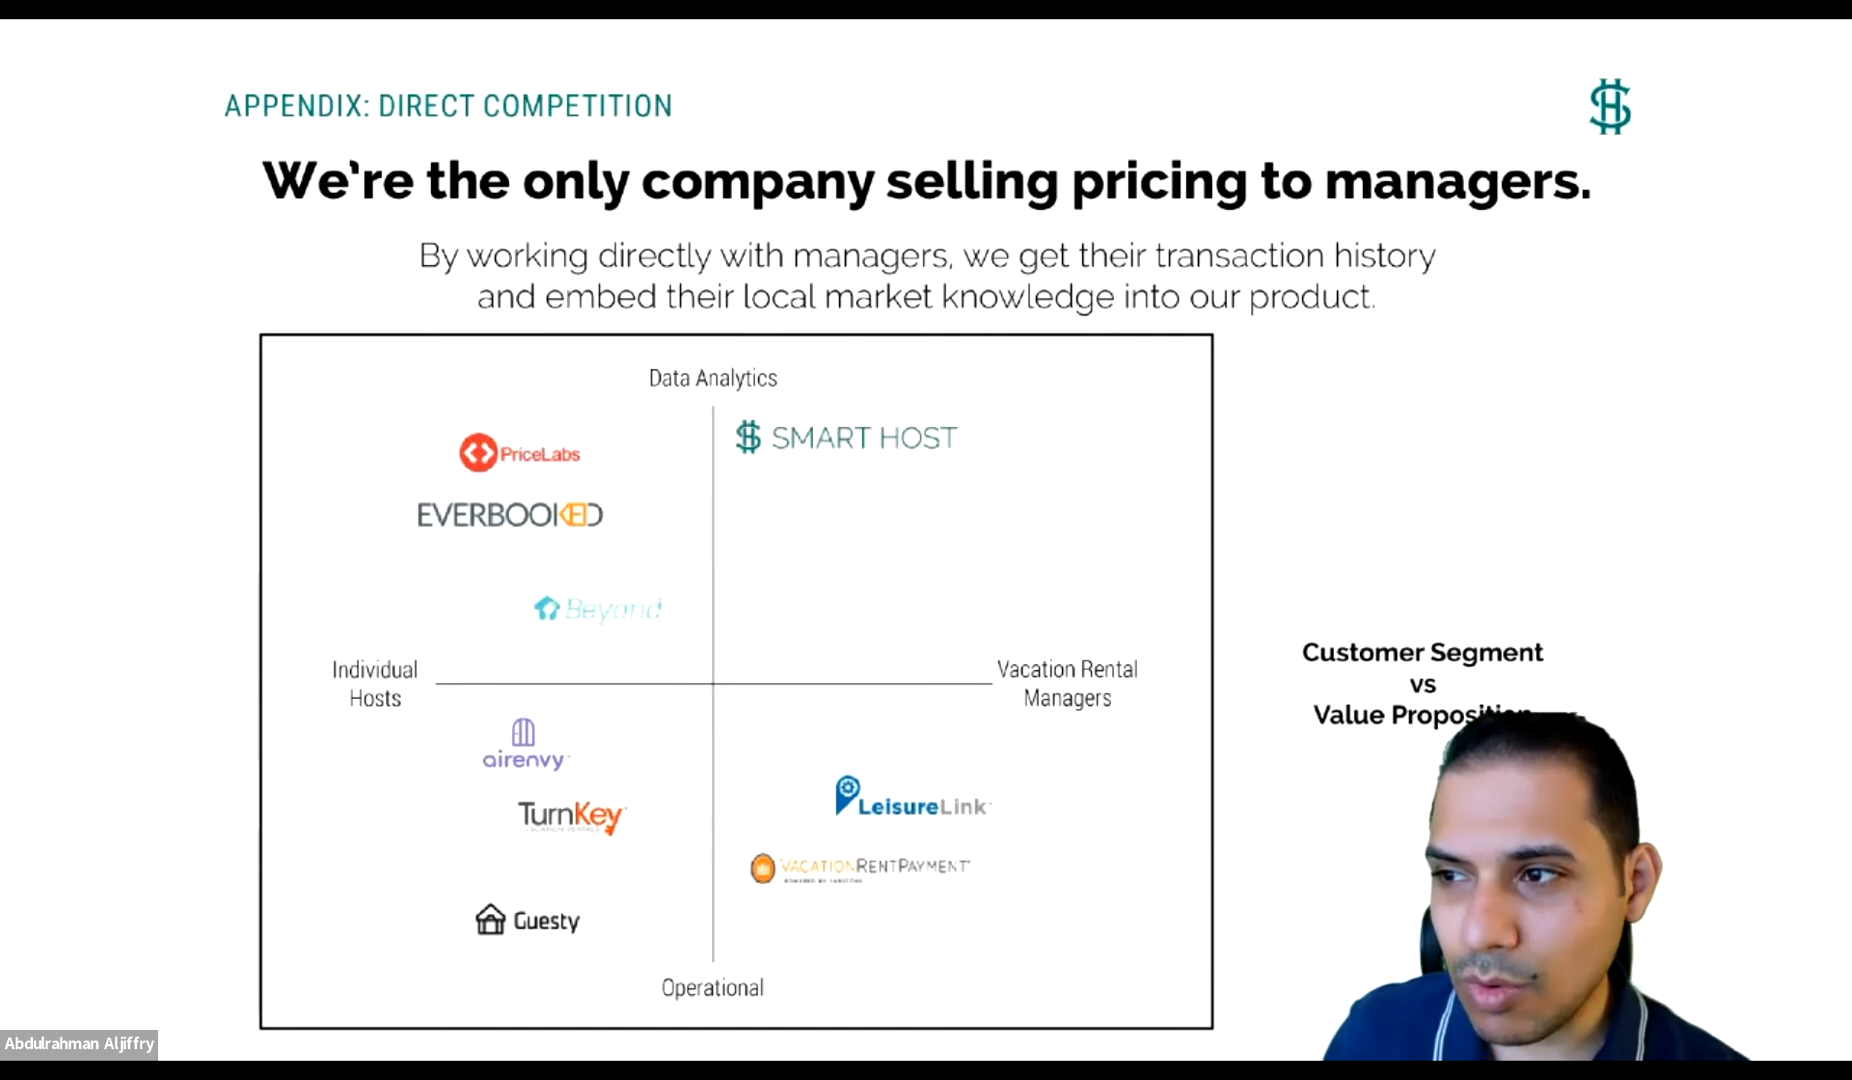 APPENDIX: DIRECT COMPETITION
We're the only company selling pricing to managers.
By working directly with managers, we get their transaction history
and embed their local market knowledge into our product.
Data Analytics
SMART HOST
PriceLabs
EVERBOOKED
Beyond
Individual
Hosts
Vacation Rental
Managers
Customer Segment
vs
Value Proposition
airenvy
TurnKey
LeisureLink
VACATIONRENTPAYMENT
Guesty
Operational
Abdulrahman Aljiffry